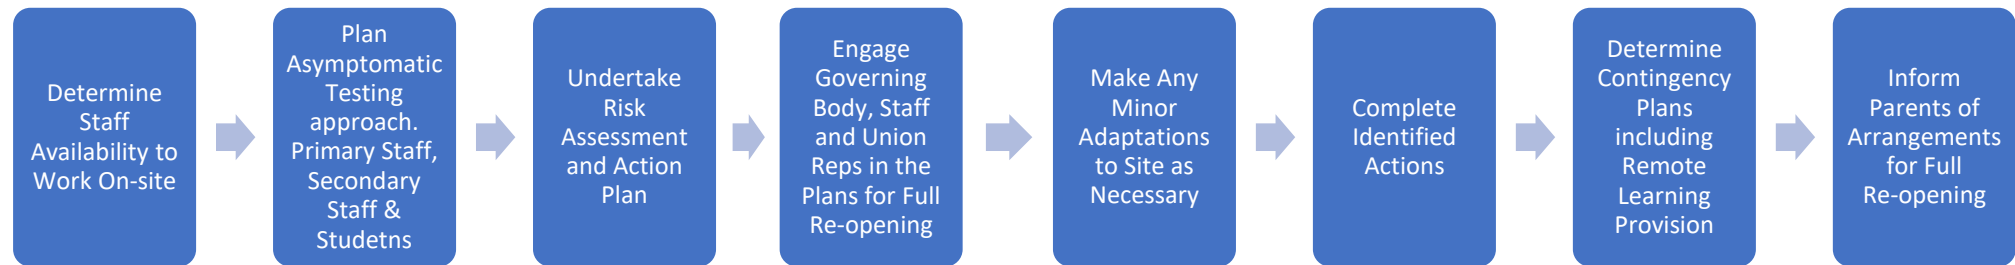 Determine
Staff
Availability to
Work On-site
Plan
Asymptomatic
Testing
approach.
Primary Staff,
Secondary
Staff &
Studetns
Undertake
Risk
Assessment
and Action
Plan
Engage
Governing
Body, Staff
and Union
Reps in the
Plans for Full
Re-opening
Make Any
Minor
Adaptations
to Site as
Necessary
Complete
Identified
Actions
Determine
Contingency
Plans
including
Remote
Learning
Provision
Inform
Parents of
Arrangements
for Full
Re-opening